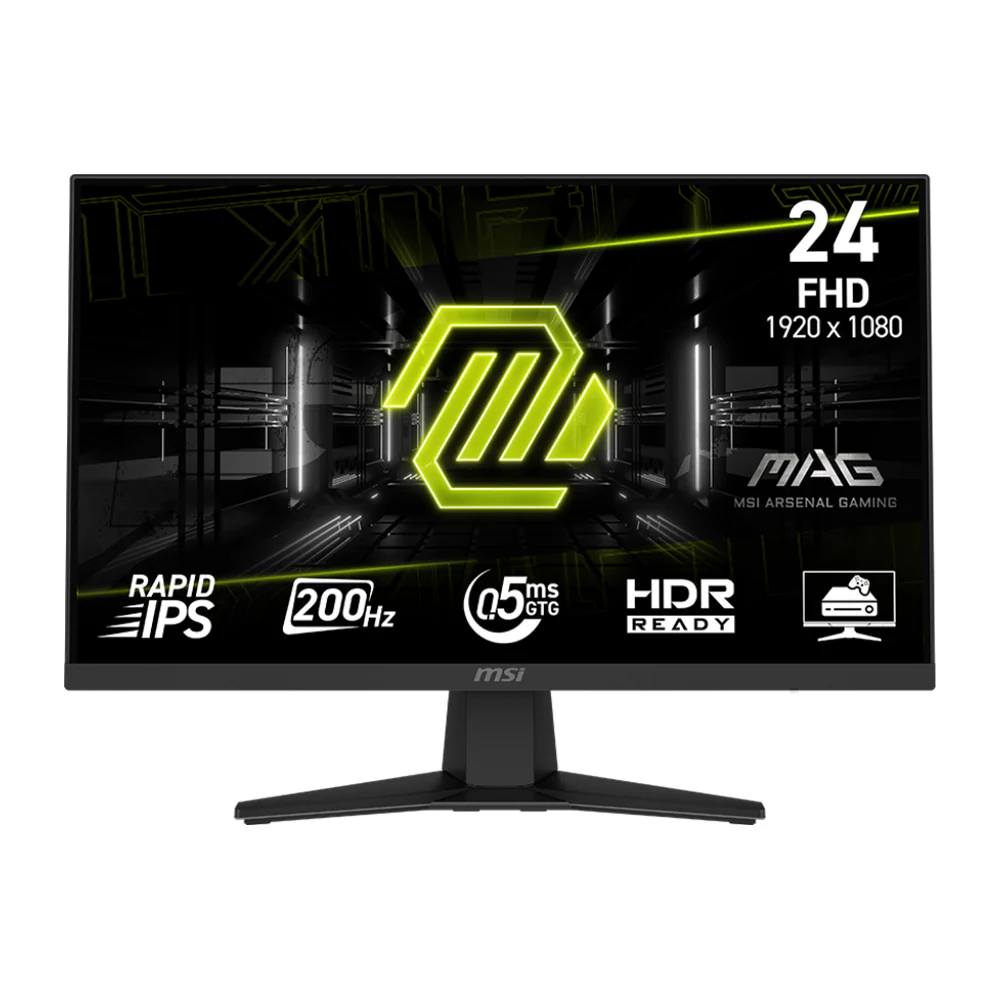 24
FHD
1920 x 1080
MAG
MSI ARSENAL GAMING
RAPID
IPS
200Hz
0.5ms
GTG
HDR
READY
msi